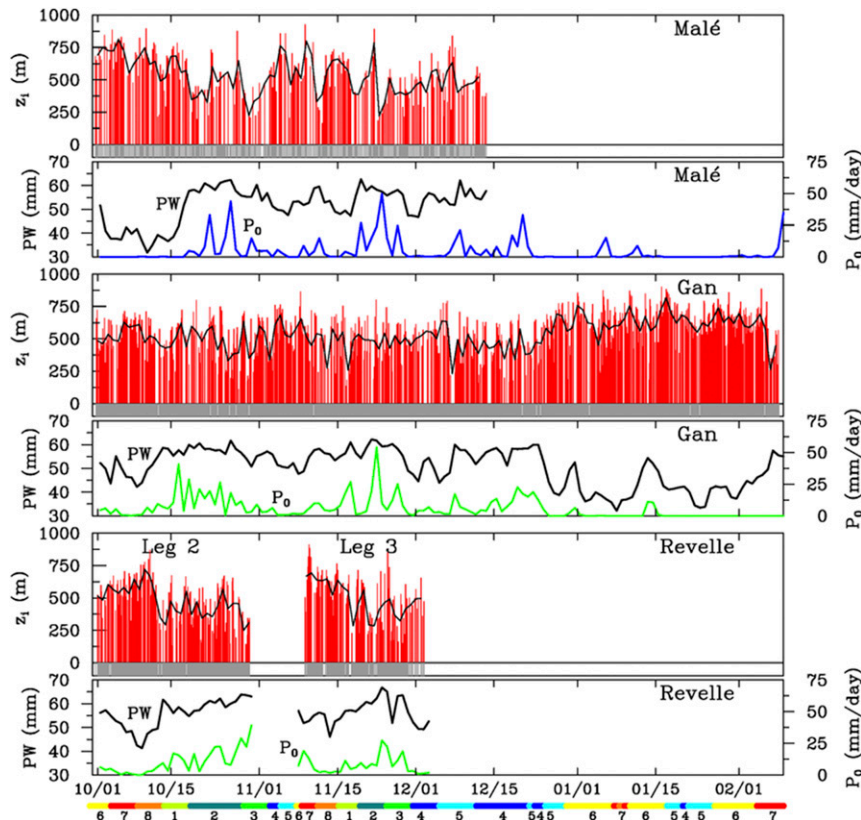 1000
750
500
250
0
z_i (m)
Malé
70
60
50
40
30
PW (mm)
PW
P_0
Malé
75
50
25
0
P_0 (mm/day)
1000
750
500
250
0
z_i (m)
Gan
70
60
50
40
30
PW (mm)
PW
P_0
Gan
75
50
25
0
P_0 (mm/day)
1000
750
500
250
0
z_i (m)
Leg 2 Leg 3 Revelle
70
60
50
40
30
PW (mm)
PW
P_0
Revelle
75
50
25
0
P_0 (mm/day)
10/01 10/15 11/01 11/15 12/01 12/15 01/01 01/15 02/01
6 7 8 1 2 3 4 5 6 7 8 1 2 3 4 5 4 5 4 5 6 7 6 5 4 5 6 7